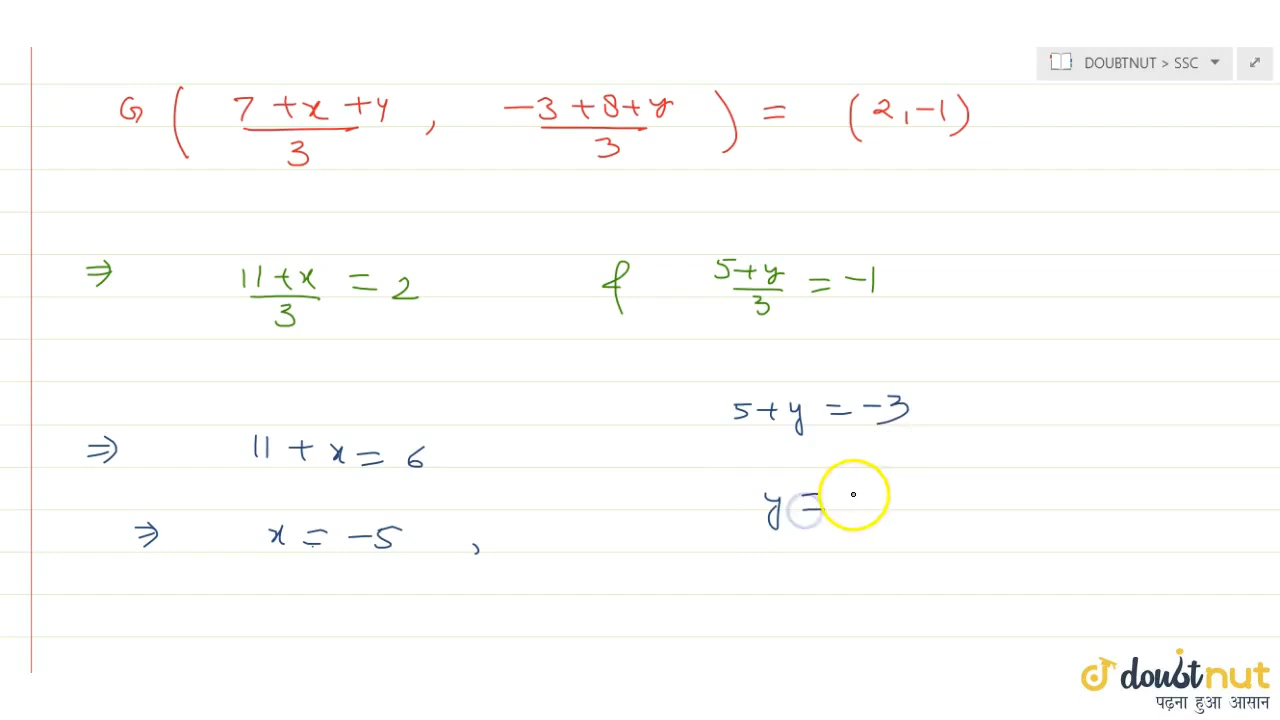 DOUBTNUT > SSC
G ( (7 + x + 4)/3 , (-3 + 8 + y)/3 ) = (2, -1)
⇒ (11 + x)/3 = 2 & (5 + y)/3 = -1
5 + y = -3
⇒ 11 + x = 6
y =
⇒ x = -5 ,
doubtnut
पढ़ना हुआ आसान